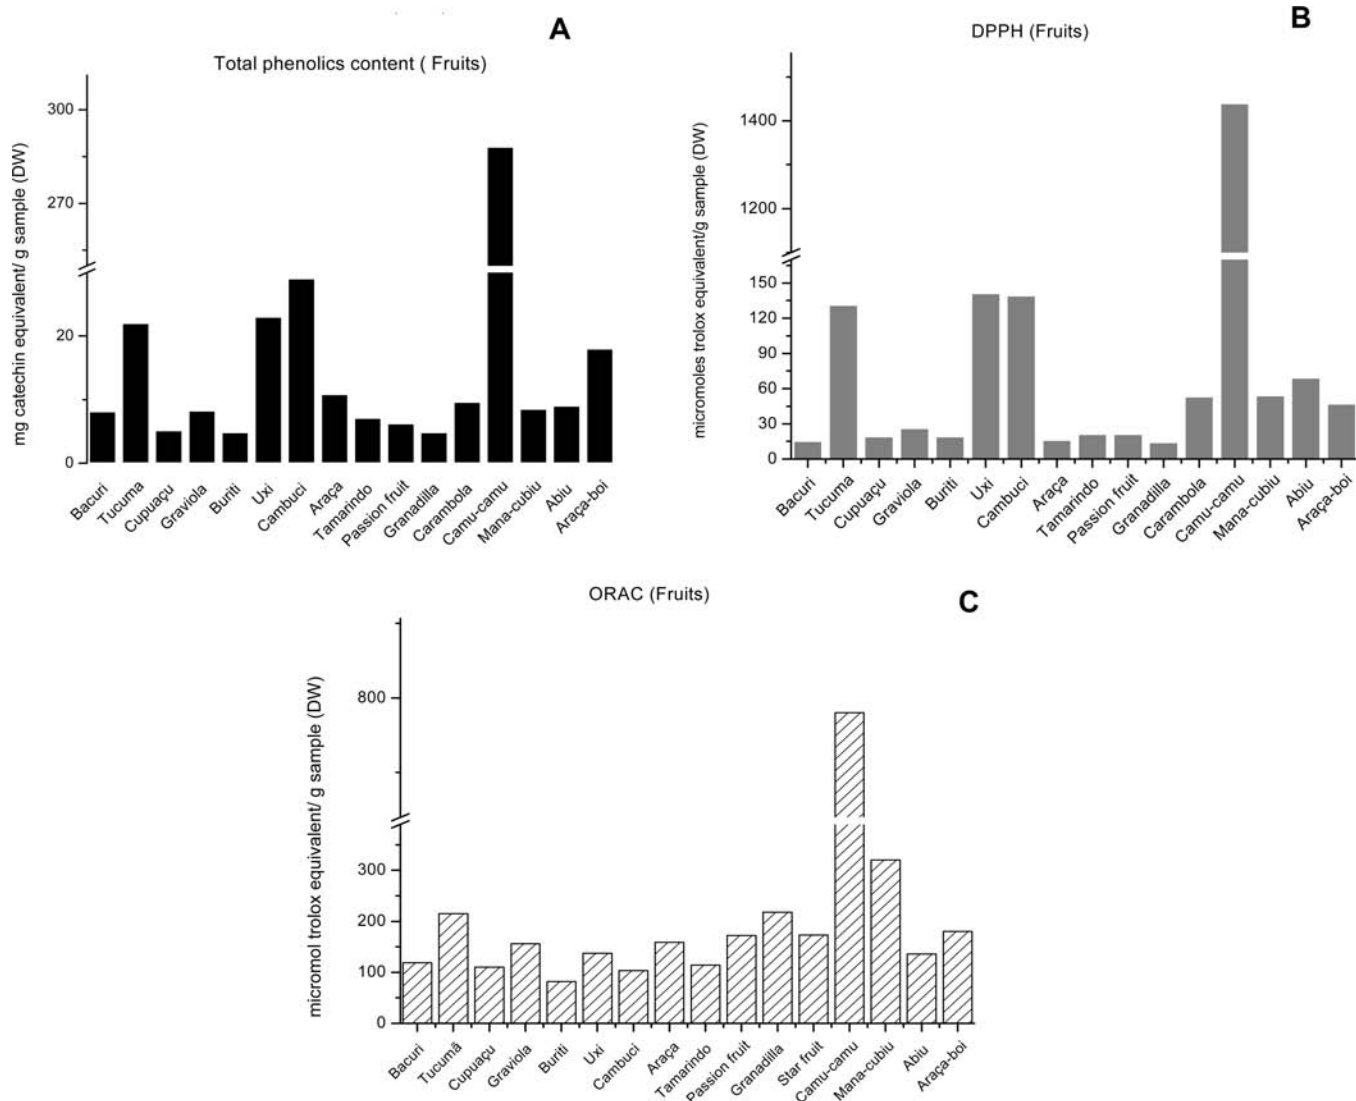 A
Total phenolics content ( Fruits)
mg catechin equivalent/ g sample (DW)
300
270
20
0
Bacuri
Tucuma
Cupuaçu
Graviola
Buriti
Uxi
Cambuci
Araça
Tamarindo
Passion fruit
Granadilla
Carambola
Camu-camu
Mana-cubiu
Abiu
Araça-boi
B
DPPH (Fruits)
micromoles trolox equivalent/g sample (DW)
1400
1200
150
120
90
60
30
0
Bacuri
Tucuma
Cupuaçu
Graviola
Buriti
Uxi
Cambuci
Araça
Tamarindo
Passion fruit
Granadilla
Carambola
Camu-camu
Mana-cubiu
Abiu
Araça-boi
C
ORAC (Fruits)
micromol trolox equivalent/ g sample (DW)
800
300
200
100
0
Bacuri
Tucumã
Cupuaçu
Graviola
Buriti
Uxi
Cambuci
Araça
Tamarindo
Passion fruit
Granadilla
Star fruit
Camu-camu
Mana-cubiu
Abiu
Araça-boi